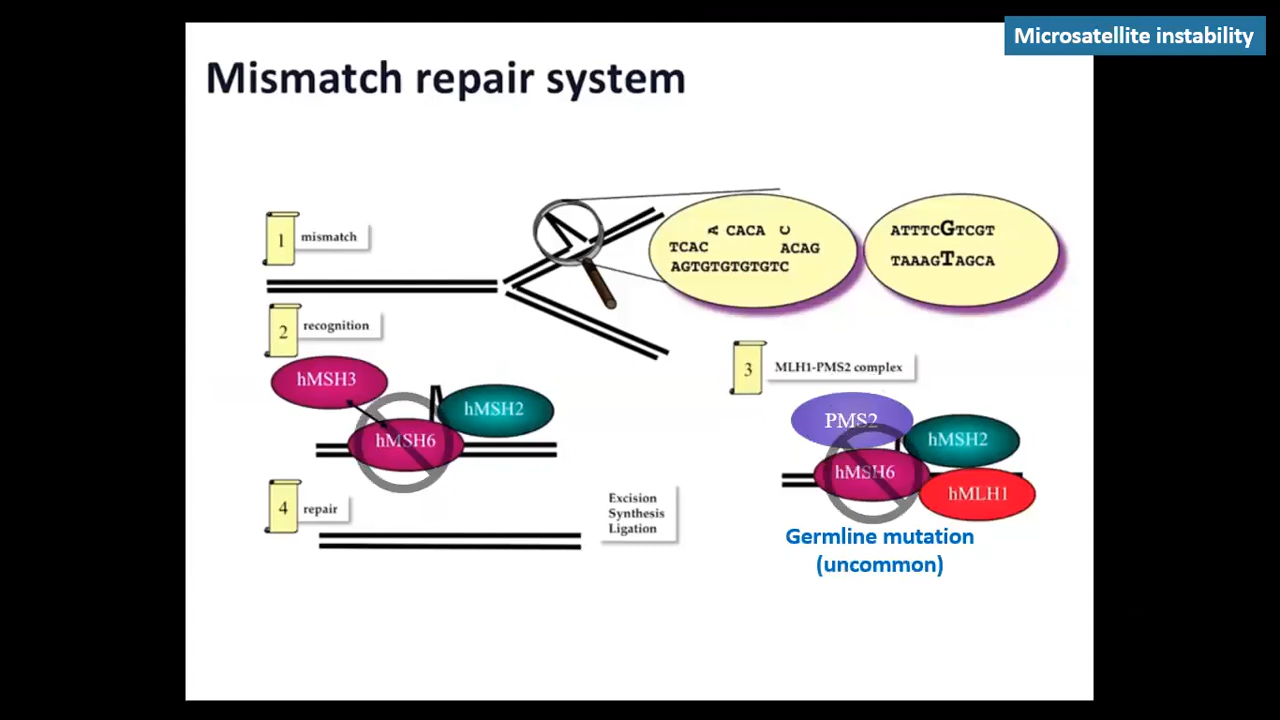 Microsatellite instability
Mismatch repair system
1
mismatch
A CACA C
TCAC ACAG
AGTGTGTGTGTC
ATTTCGTCGT
TAAAGTAGCA
2
recognition
hMSH3
hMSH6
hMSH2
3
MLH1-PMS2 complex
PMS2
hMSH2
hMSH6
hMLH1
Germline mutation
(uncommon)
4
repair
Excision
Synthesis
Ligation